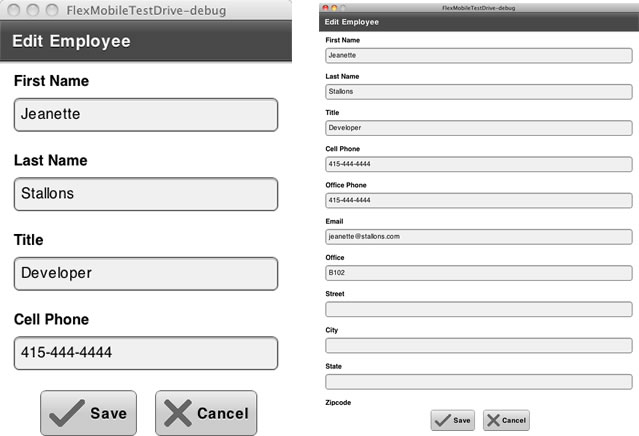 FlexMobileTestDrive-debug
Edit Employee
First Name
Jeanette
Last Name
Stallons
Title
Developer
Cell Phone
415-444-4444
Save Cancel
FlexMobileTestDrive-debug
Edit Employee
First Name
Jeanette
Last Name
Stallons
Title
Developer
Cell Phone
415-444-4444
Office Phone
415-444-4444
Email
jeanette@stallons.com
Office
B102
Street
City
State
Zipcode
Save Cancel